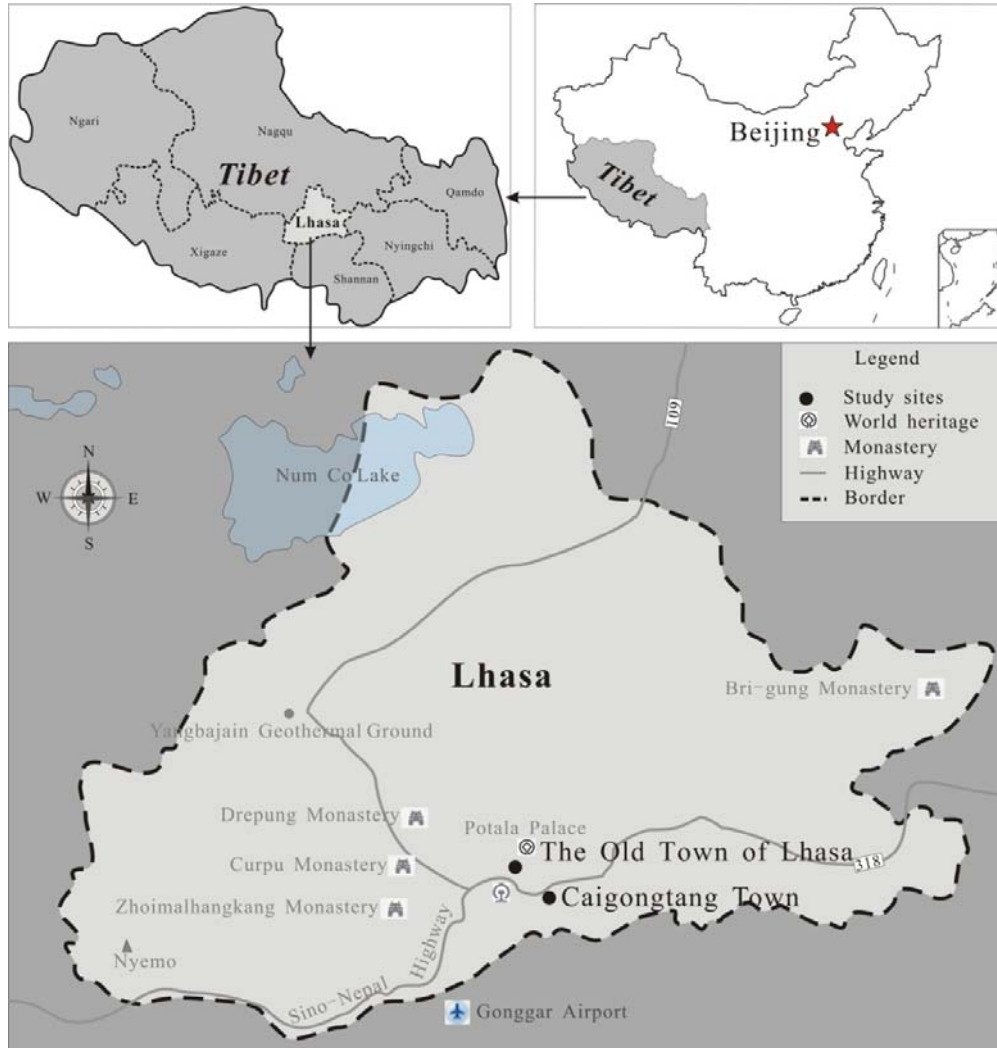 Ngari
Nagqu
Tibet
Qamdo
Lhasa
Xigaze
Nyingchi
Shannan
Beijing
Tibet
Legend
Study sites
World heritage
Monastery
Highway
Border
N
W
E
S
Num Co Lake
109
Lhasa
Bri-gung Monastery
Yangbajain Geothermal Ground
Drepung Monastery
Potala Palace
The Old Town of Lhasa
318
Curpu Monastery
Caigongtang Town
Zhoimalhangkang Monastery
Nyemo
Sino-Nepal Highway
Gonggar Airport